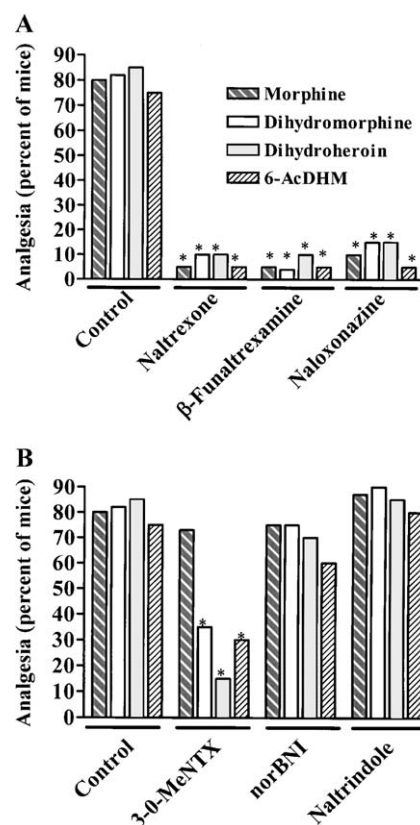 A
Analgesia (percent of mice)
90
80
70
60
50
40
30
20
10
0
Morphine
Dihydromorphine
Dihydroheroin
6-AcDHM
* * * *
* * * *
* * * *
Control
Naltrexone
β-Funaltrexamine
Naloxonazine
B
Analgesia (percent of mice)
90
80
70
60
50
40
30
20
10
0
* * *
Control
3-0-MeNTX
norBNI
Naltrindole